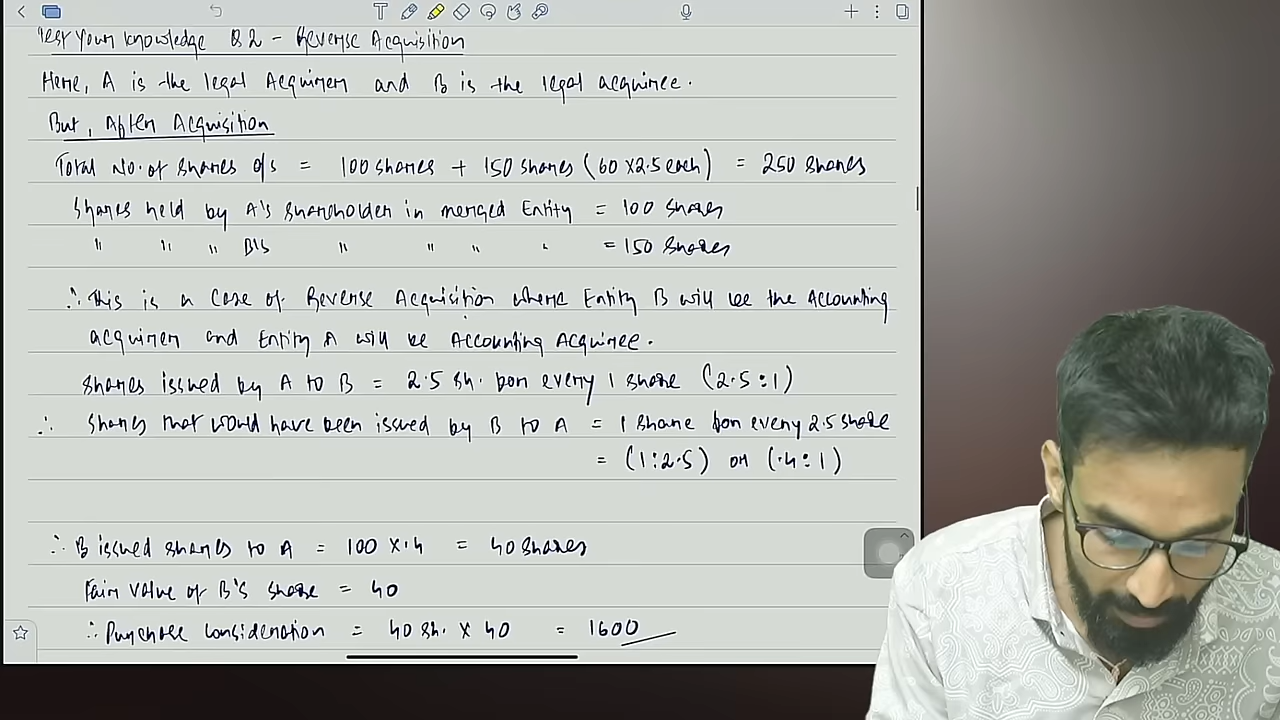 Test Your Knowledge Q2 - Reverse Acquisition
Here, A is the legal Acquirer and B is the legal acquiree.
But, After Acquisition
Total No. of shares o/s = 100 shares + 150 shares (60 x 2.5 each) = 250 shares
Shares held by A's shareholder in merged Entity = 100 shares
" " " B's " " " " = 150 shares
∴ This is a case of Reverse Acquisition where Entity B will be the Accounting
acquirer and Entity A will be Accounting Acquiree.
Shares issued by A to B = 2.5 sh. for every 1 share (2.5:1)
∴ Shares that would have been issued by B to A = 1 share for every 2.5 share
= (1:2.5) or (.4:1)
∴ B issued shares to A = 100 x .4 = 40 shares
Fair value of B's share = 40
∴ Purchase consideration = 40 sh. x 40 = 1600